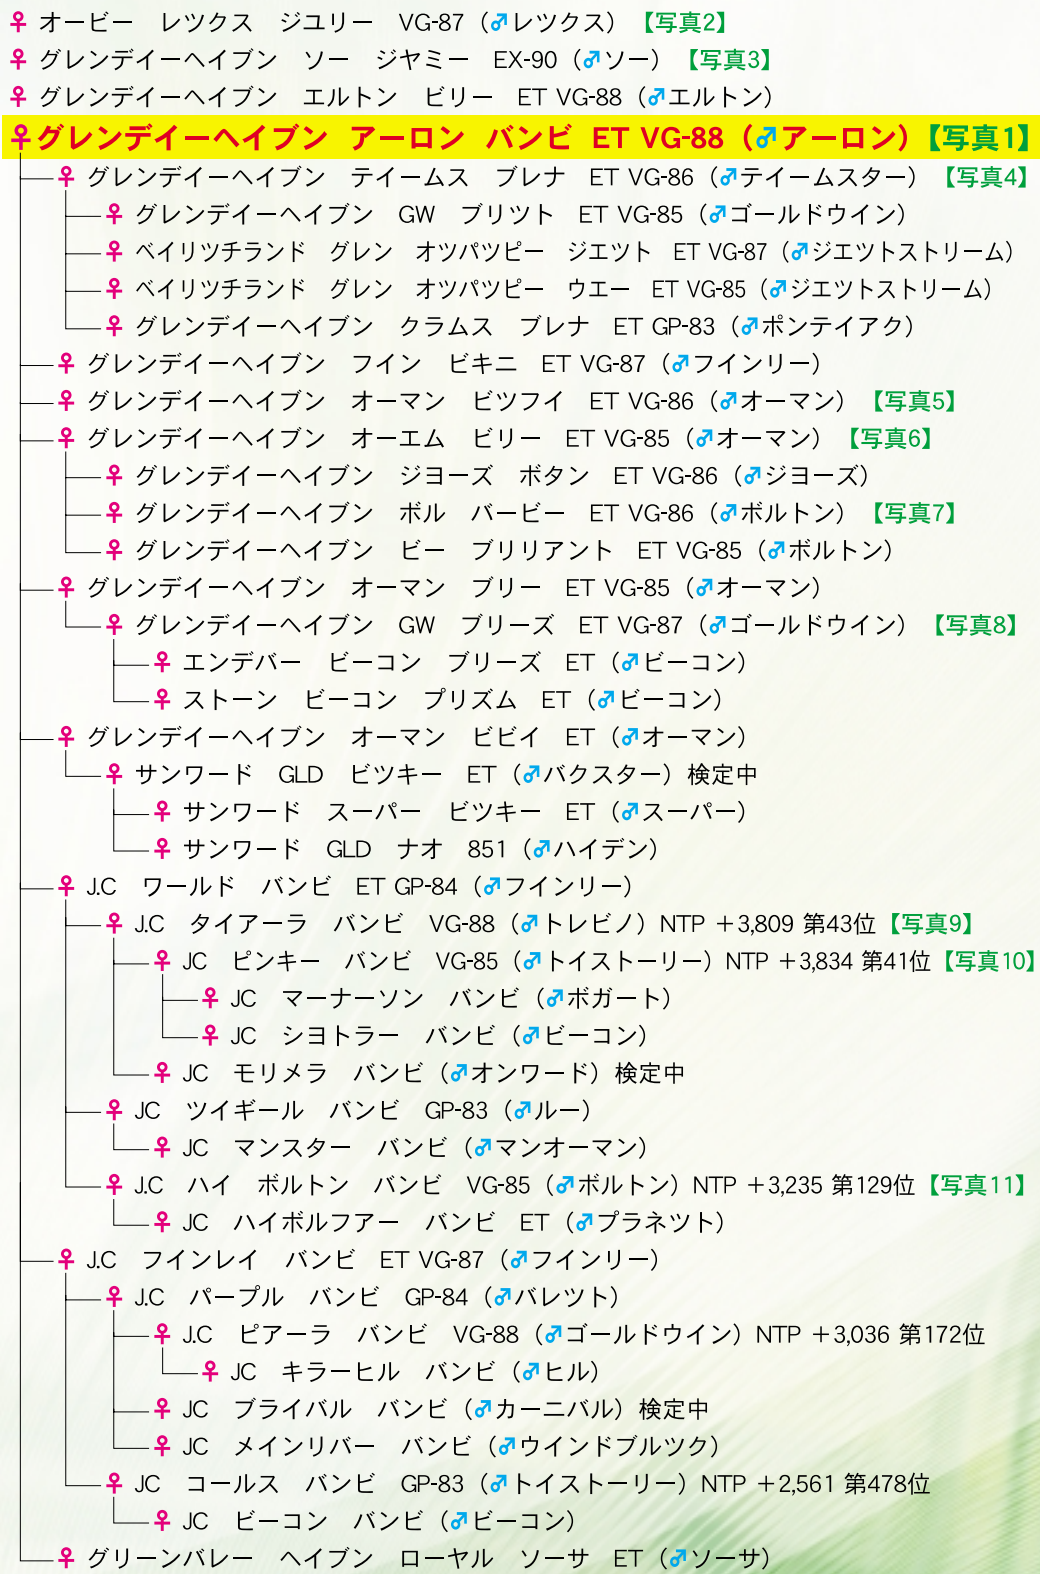 ♀ オービー　レツクス　ジユリー　VG-87（♂レツクス）【写真2】
♀ グレンデイーヘイブン　ソー　ジヤミー　EX-90（♂ソー）【写真3】
♀ グレンデイーヘイブン　エルトン　ビリー　ET VG-88（♂エルトン）
♀グレンデイーヘイブン　アーロン　バンビ　ET VG-88（♂アーロン）【写真1】
♀ グレンデイーヘイブン　テイームス　ブレナ　ET VG-86（♂テイームスター）【写真4】
♀ グレンデイーヘイブン　GW　ブリツト　ET VG-85（♂ゴールドウイン）
♀ ベイリツチランド　グレン　オツパツピー　ジエツト　ET VG-87（♂ジエツトストリーム）
♀ ベイリツチランド　グレン　オツパツピー　ウエー　ET VG-85（♂ジエツトストリーム）
♀ グレンデイーヘイブン　クラムス　ブレナ　ET GP-83（♂ポンテイアク）
♀ グレンデイーヘイブン　フイン　ビキニ　ET VG-87（♂フインリー）
♀ グレンデイーヘイブン　オーマン　ビツフイ　ET VG-86（♂オーマン）【写真5】
♀ グレンデイーヘイブン　オーエム　ビリー　ET VG-85（♂オーマン）【写真6】
♀ グレンデイーヘイブン　ジヨーズ　ボタン　ET VG-86（♂ジヨーズ）
♀ グレンデイーヘイブン　ボル　バービー　ET VG-86（♂ボルトン）【写真7】
♀ グレンデイーヘイブン　ビー　ブリリアント　ET VG-85（♂ボルトン）
♀ グレンデイーヘイブン　オーマン　ブリー　ET VG-85（♂オーマン）
♀ グレンデイーヘイブン　GW　ブリーズ　ET VG-87（♂ゴールドウイン）【写真8】
♀ エンデバー　ビーコン　ブリーズ　ET（♂ビーコン）
♀ ストーン　ビーコン　プリズム　ET（♂ビーコン）
♀ グレンデイーヘイブン　オーマン　ビビイ　ET（♂オーマン）
♀ サンワード　GLD　ビツキー　ET（♂バクスター）検定中
♀ サンワード　スーパー　ビツキー　ET（♂スーパー）
♀ サンワード　GLD　ナオ　851（♂ハイデン）
♀ J.C　ワールド　バンビ　ET GP-84（♂フインリー）
♀ J.C　タイアーラ　バンビ　VG-88（♂トレビノ）NTP ＋3,809 第43位【写真9】
♀ JC　ピンキー　バンビ　VG-85（♂トイストーリー）NTP ＋3,834 第41位【写真10】
♀ JC　マーナーソン　バンビ（♂ボガート）
♀ JC　シヨトラー　バンビ（♂ビーコン）
♀ JC　モリメラ　バンビ（♂オンワード）検定中
♀ JC　ツイギール　バンビ　GP-83（♂ルー）
♀ JC　マンスター　バンビ（♂マンオーマン）
♀ J.C　ハイ　ボルトン　バンビ　VG-85（♂ボルトン）NTP ＋3,235 第129位【写真11】
♀ JC　ハイボルフアー　バンビ　ET（♂プラネツト）
♀ J.C　フインレイ　バンビ　ET VG-87（♂フインリー）
♀ J.C　パープル　バンビ　GP-84（♂バレツト）
♀ J.C　ピアーラ　バンビ　VG-88（♂ゴールドウイン）NTP ＋3,036 第172位
♀ JC　キラーヒル　バンビ（♂ヒル）
♀ JC　ブライバル　バンビ（♂カーニバル）検定中
♀ JC　メインリバー　バンビ（♂ウインドブルツク）
♀ JC　コールス　バンビ　GP-83（♂トイストーリー）NTP ＋2,561 第478位
♀ JC　ビーコン　バンビ（♂ビーコン）
♀ グリーンバレー　ヘイブン　ローヤル　ソーサ　ET（♂ソーサ）